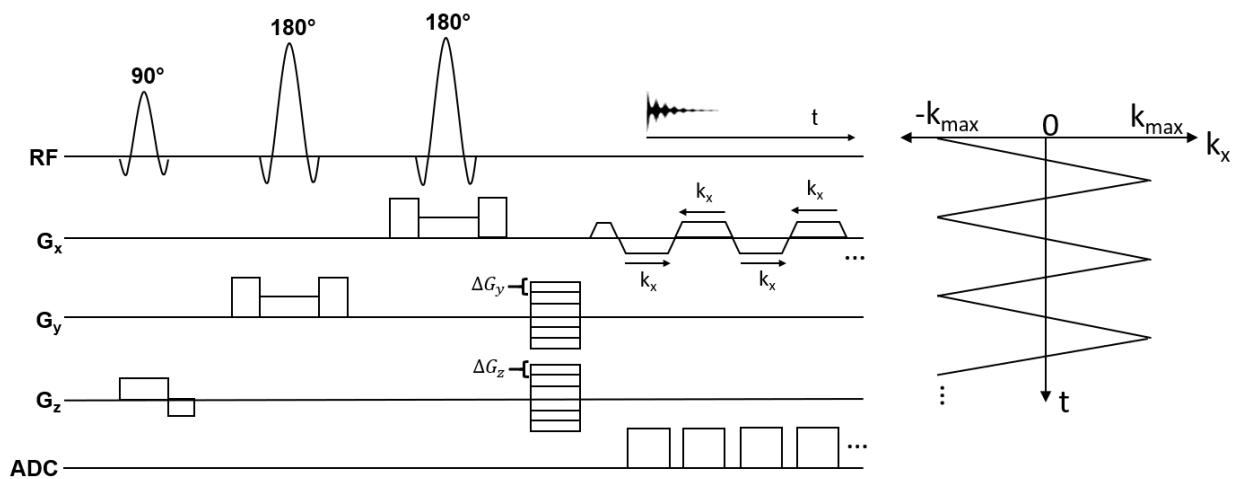 180°
180°
90°
t
-kmax
0
kmax
kx
RF
kx
kx
Gx
...
kx
kx
ΔGy
Gy
ΔGz
Gz
t
...
ADC
...